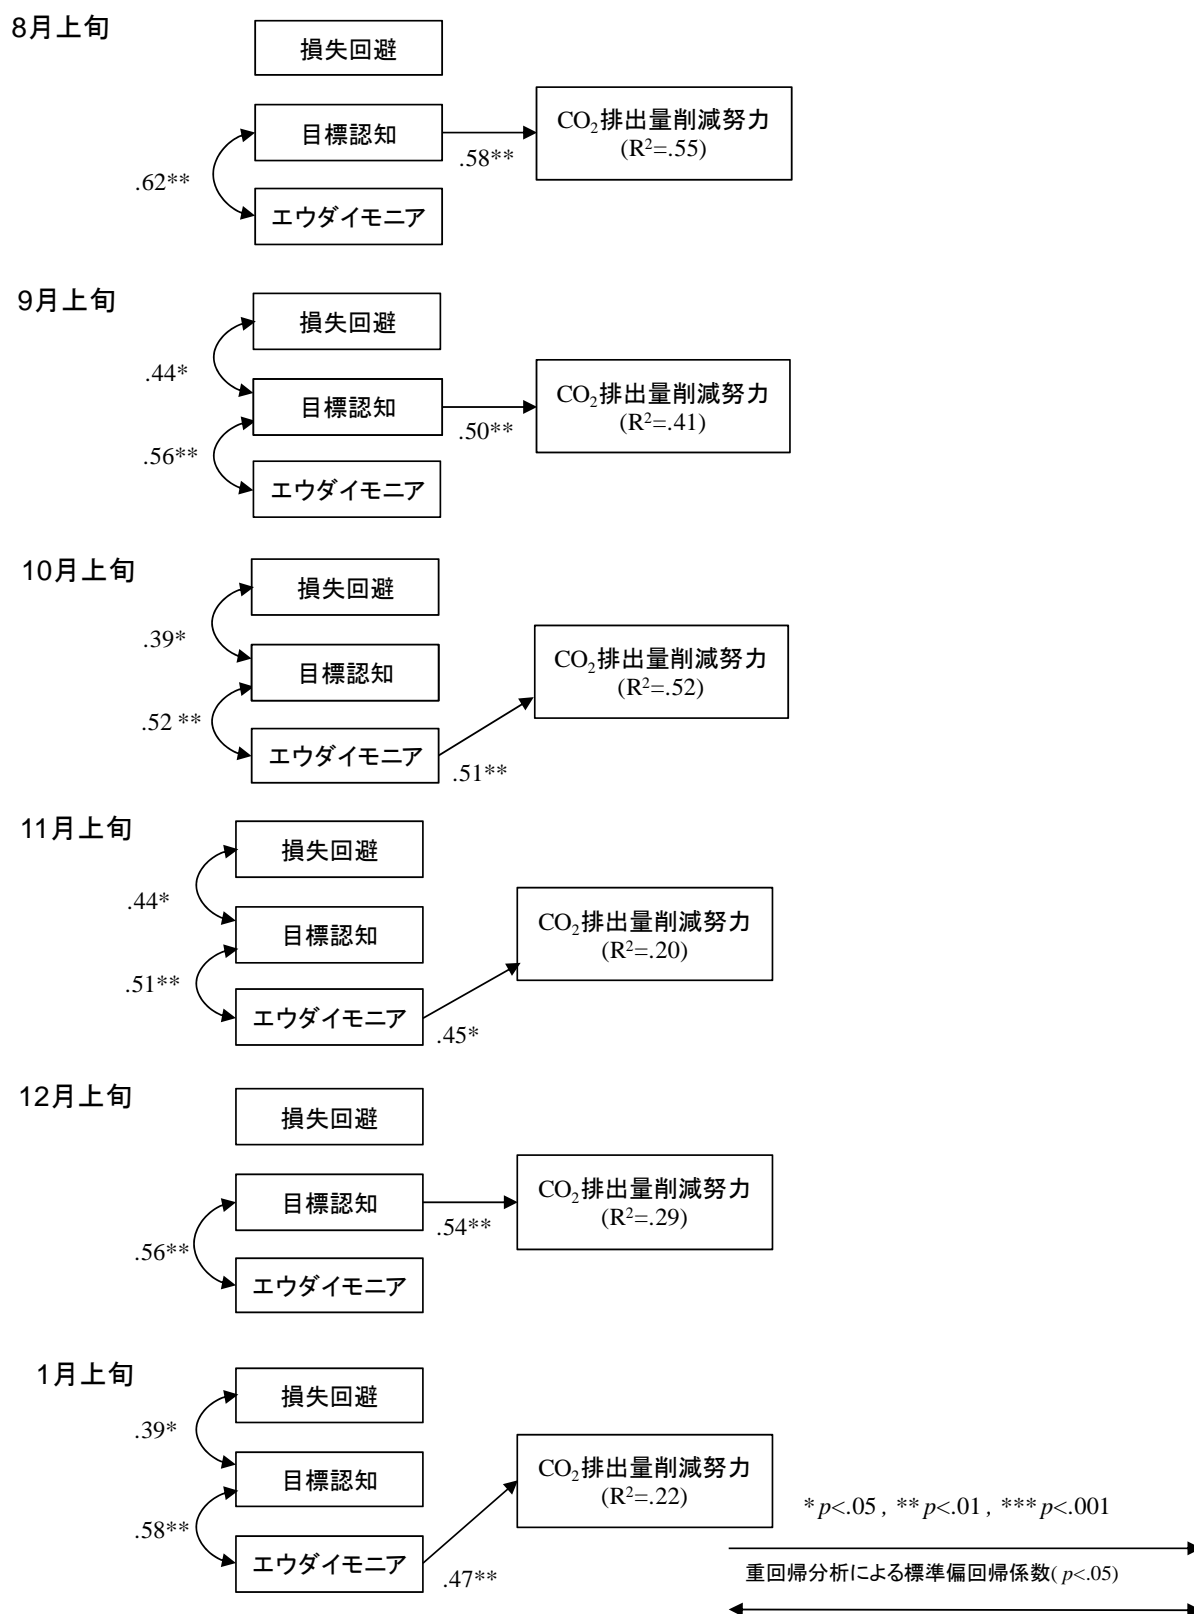 8月上旬
損失回避
目標認知
エウダイモニア
.62**
.58**
CO₂排出量削減努力
(R²=.55)
9月上旬
損失回避
目標認知
エウダイモニア
.44*
.56**
.50**
CO₂排出量削減努力
(R²=.41)
10月上旬
損失回避
目標認知
エウダイモニア
.39*
.52 **
.51**
CO₂排出量削減努力
(R²=.52)
11月上旬
損失回避
目標認知
エウダイモニア
.44*
.51**
.45*
CO₂排出量削減努力
(R²=.20)
12月上旬
損失回避
目標認知
エウダイモニア
.56**
.54**
CO₂排出量削減努力
(R²=.29)
1月上旬
損失回避
目標認知
エウダイモニア
.39*
.58**
.47**
CO₂排出量削減努力
(R²=.22)
* p<.05 , ** p<.01 , *** p<.001
重回帰分析による標準偏回帰係数( p<.05)